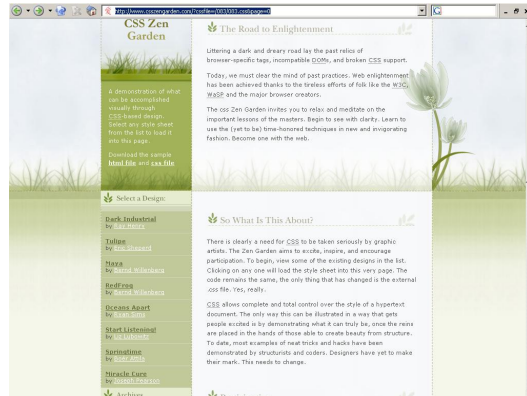 http://www.csszengarden.com/?cssfile=/083/083.css&page=0
CSS Zen
Garden
A demonstration of what
can be accomplished
visually through
CSS-based design.
Select any style sheet
from the list to load it
into this page.
Download the sample
html file and css file
Select a Design:
Dark Industrial
by Ray Henry
Tulipe
by Eric Shepherd
Maya
by Bernd Willenberg
RedFrog
by Bernd Willenberg
Oceans Apart
by Ryan Sims
Start Listening!
by Liz Lubowitz
Springtime
by Boér Attila
Miracle Cure
by Joseph Pearson
Archives
The Road to Enlightenment
Littering a dark and dreary road lay the past relics of
browser-specific tags, incompatible DOMs, and broken CSS support.
Today, we must clear the mind of past practices. Web enlightenment
has been achieved thanks to the tireless efforts of folk like the W3C,
WaSP and the major browser creators.
The css Zen Garden invites you to relax and meditate on the
important lessons of the masters. Begin to see with clarity. Learn to
use the (yet to be) time-honored techniques in new and invigorating
fashion. Become one with the web.
So What Is This About?
There is clearly a need for CSS to be taken seriously by graphic
artists. The Zen Garden aims to excite, inspire, and encourage
participation. To begin, view some of the existing designs in the list.
Clicking on any one will load the style sheet into this very page. The
code remains the same, the only thing that has changed is the external
.css file. Yes, really.
CSS allows complete and total control over the style of a hypertext
document. The only way this can be illustrated in a way that gets
people excited is by demonstrating what it can truly be, once the reins
are placed in the hands of those able to create beauty from structure.
To date, most examples of neat tricks and hacks have been
demonstrated by structurists and coders. Designers have yet to make
their mark. This needs to change.